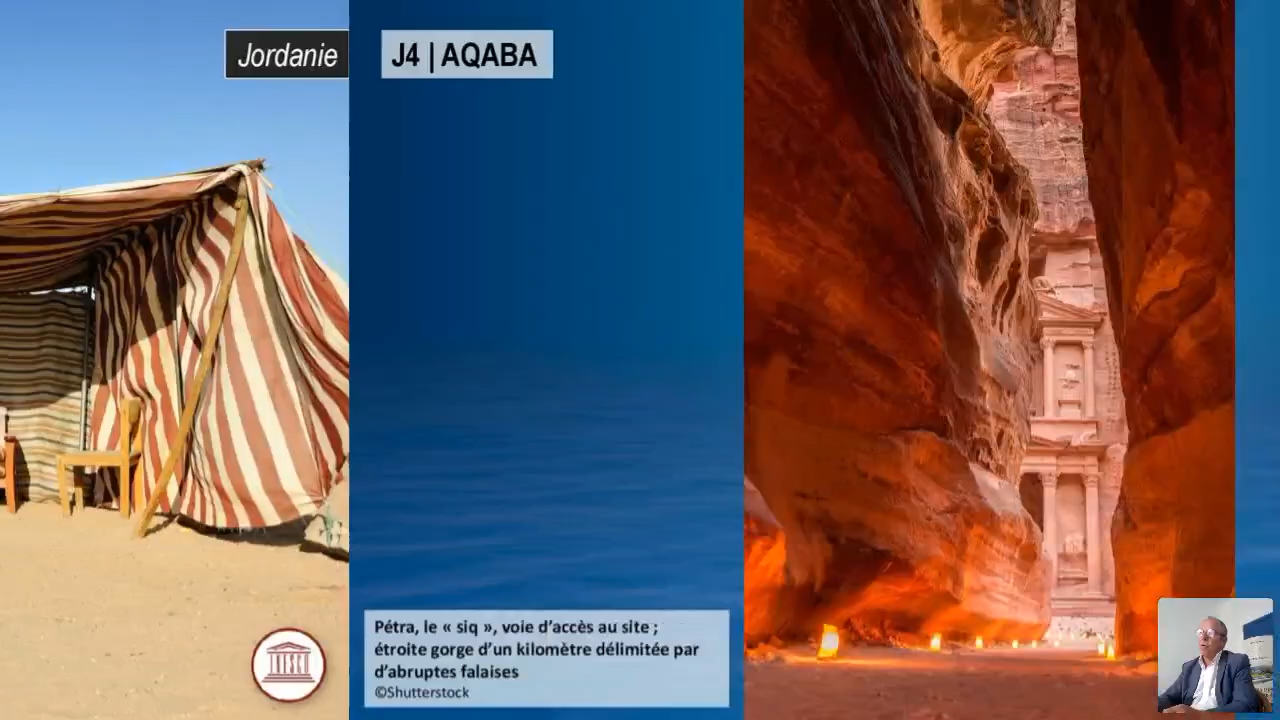 Jordanie
J4 | AQABA
Pétra, le « siq », voie d’accès au site ;
étroite gorge d’un kilomètre délimitée par
d’abruptes falaises
©Shutterstock
UNESCO